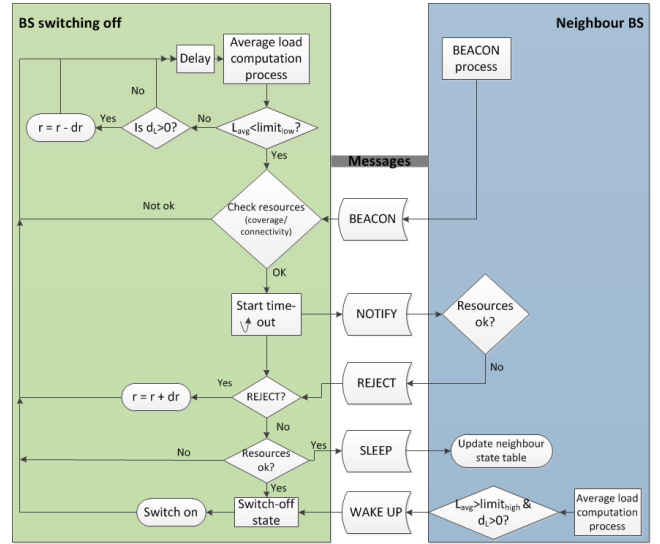 BS switching off
Neighbour BS
Delay
Average load
computation
process
BEACON
process
No
r = r - dr
Yes
Is dL>0?
No
Lavg<limitlow?
Yes
Messages
Not ok
Check resources
(coverage/
connectivity)
BEACON
OK
Start time-
out
NOTIFY
Resources
ok?
No
r = r + dr
Yes
REJECT?
REJECT
No
No
Resources
ok?
Yes
SLEEP
Update neighbour
state table
Yes
Switch on
Switch-off
state
WAKE UP
Lavg>limithigh &
dL>0?
Average load
computation
process